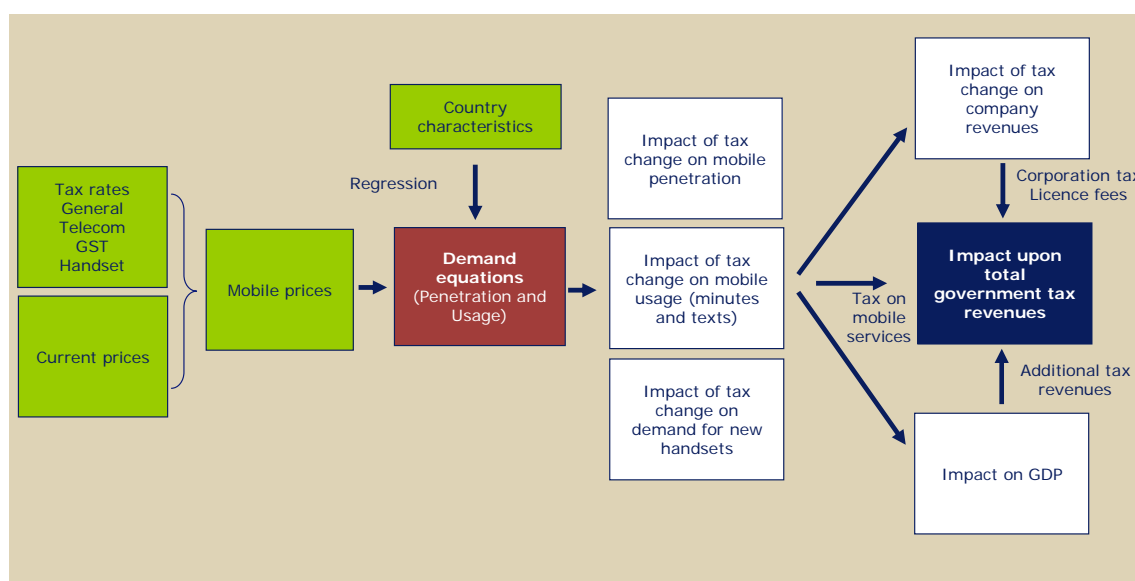 Tax rates
General
Telecom
GST
Handset
Current prices
Mobile prices
Country
characteristics
Regression
Demand
equations
(Penetration and
Usage)
Impact of tax
change on mobile
penetration
Impact of tax
change on mobile
usage (minutes
and texts)
Impact of tax
change on
demand for new
handsets
Impact of tax
change on
company
revenues
Corporation tax
Licence fees
Tax on
mobile
services
Impact upon
total
government tax
revenues
Additional tax
revenues
Impact on GDP